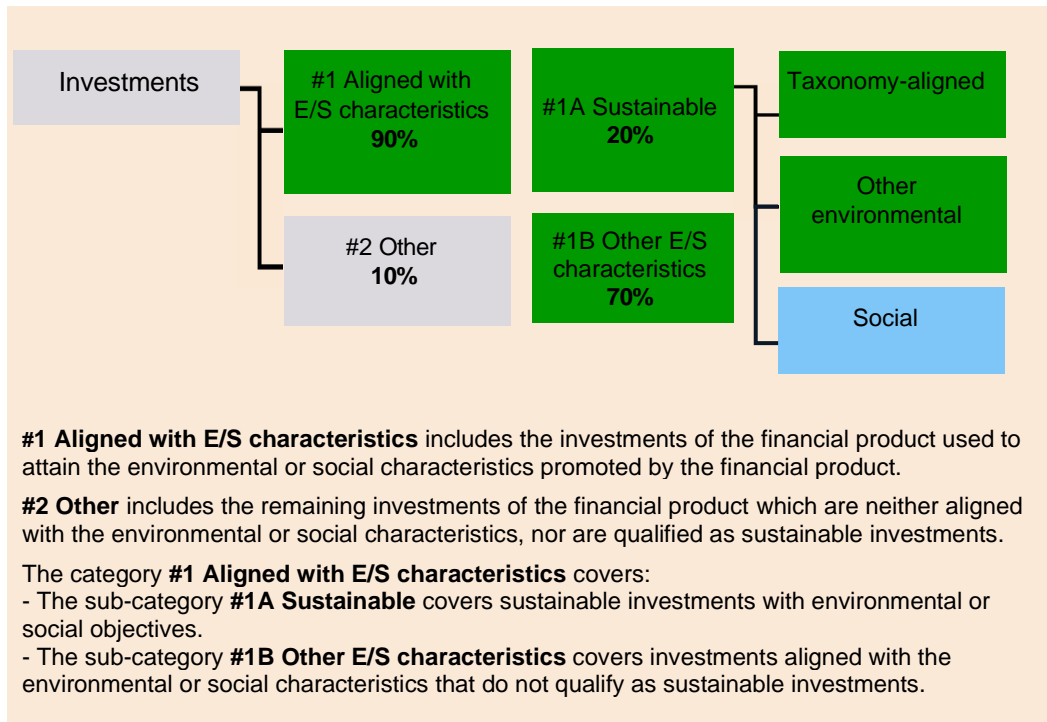 Investments
#1 Aligned with
E/S characteristics
90%
#2 Other
10%
#1A Sustainable
20%
#1B Other E/S
characteristics
70%
Taxonomy-aligned
Other
environmental
Social
#1 Aligned with E/S characteristics includes the investments of the financial product used to
attain the environmental or social characteristics promoted by the financial product.
#2 Other includes the remaining investments of the financial product which are neither aligned
with the environmental or social characteristics, nor are qualified as sustainable investments.
The category #1 Aligned with E/S characteristics covers:
- The sub-category #1A Sustainable covers sustainable investments with environmental or
social objectives.
- The sub-category #1B Other E/S characteristics covers investments aligned with the
environmental or social characteristics that do not qualify as sustainable investments.